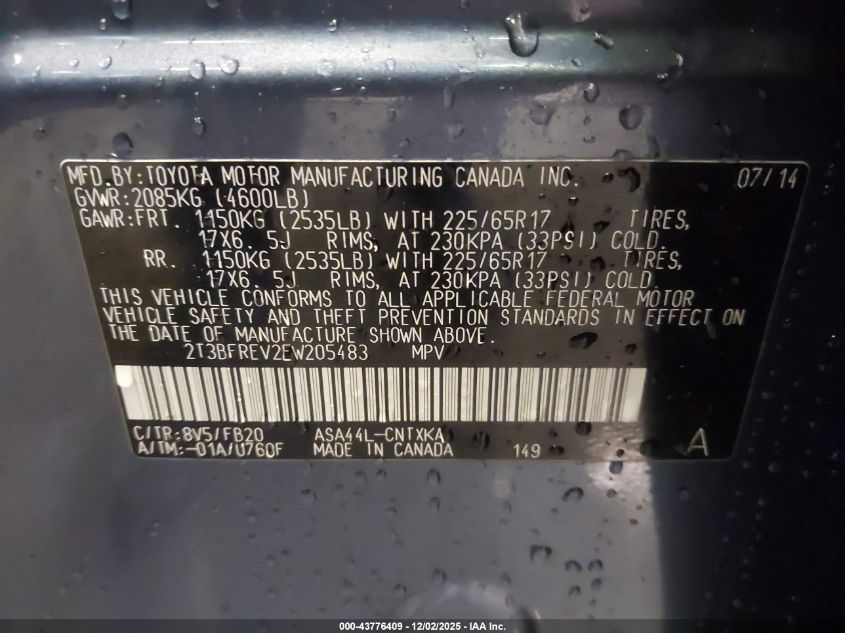 MFD.BY:TOYOTA MOTOR MANUFACTURING CANADA INC. 07/14
GVWR:2085KG (4600LB)
GAWR:FRT. 1150KG (2535LB) WITH 225/65R17 TIRES,
17X6.5J RIMS, AT 230KPA (33PSI) COLD.
RR. 1150KG (2535LB) WITH 225/65R17 TIRES,
17X6.5J RIMS, AT 230KPA (33PSI) COLD.
THIS VEHICLE CONFORMS TO ALL APPLICABLE FEDERAL MOTOR
VEHICLE SAFETY AND THEFT PREVENTION STANDARDS IN EFFECT ON
THE DATE OF MANUFACTURE SHOWN ABOVE.
2T3BFREV2EW205483 MPV
C/TR:8V5/FB20 ASA44L-CNTXKA
A/TM:-01A/U760F MADE IN CANADA 149 A
000-43776409 - 12/02/2025 - IAA Inc.